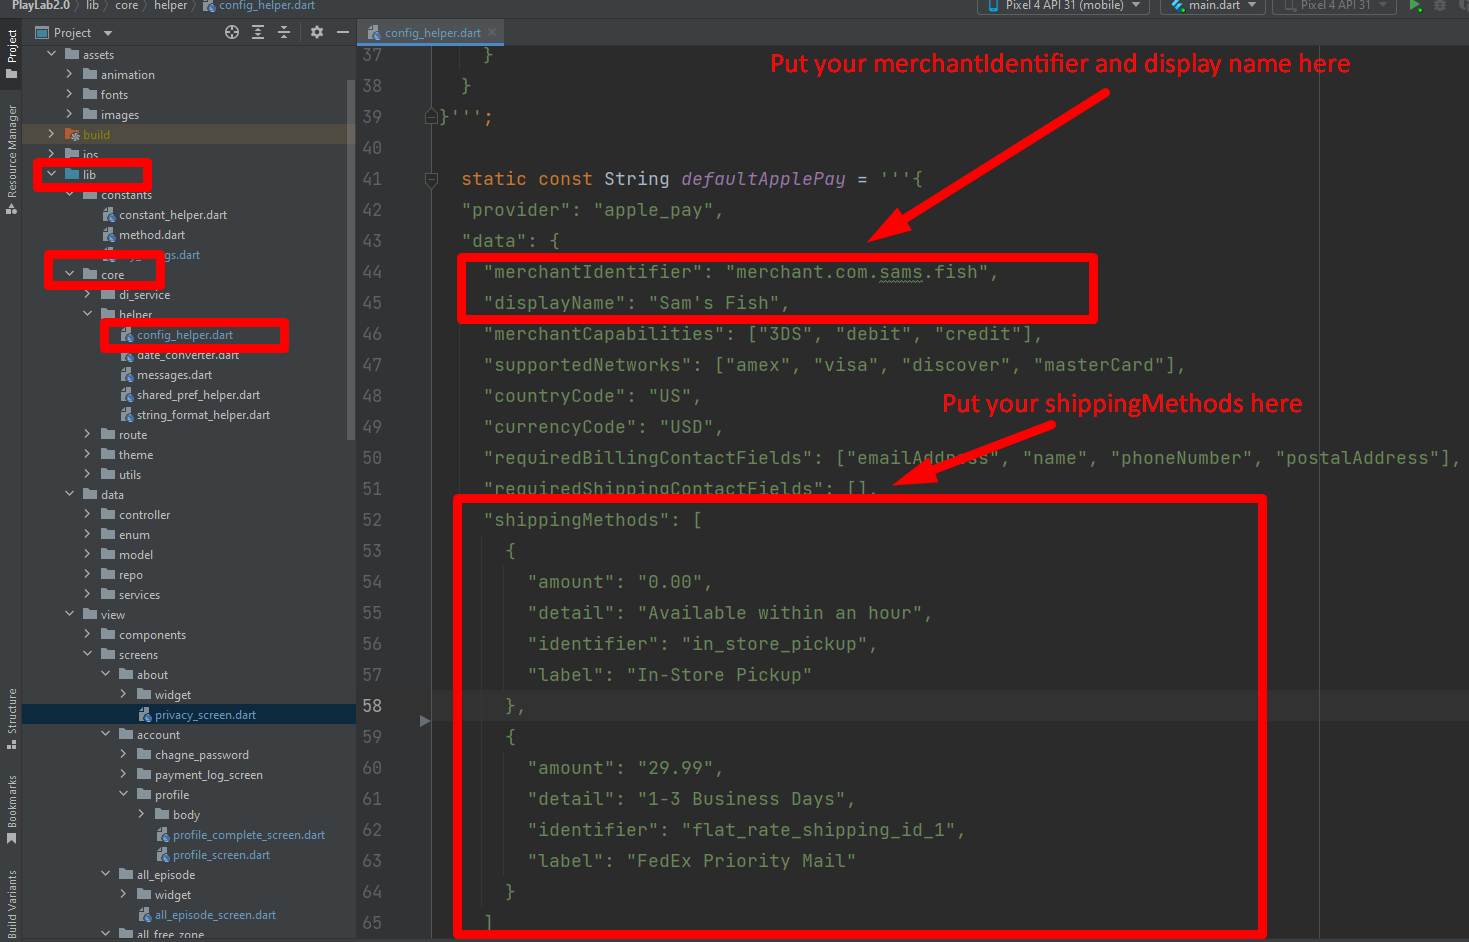 PlayLab2.0 lib core helper config_helper.dart
Pixel 4 API 31 (mobile) main.dart Pixel 4 API 31
Project
Resource Manager
Structure
Bookmarks
Build Variants
Project
assets
animation
fonts
images
build
ios
lib
constants
constant_helper.dart
method.dart
core
di_service
helper
config_helper.dart
date_converter.dart
messages.dart
shared_pref_helper.dart
string_format_helper.dart
route
theme
utils
data
controller
enum
model
repo
services
view
components
screens
about
widget
privacy_screen.dart
account
chagne_password
payment_log_screen
profile
body
profile_complete_screen.dart
profile_screen.dart
all_episode
widget
all_episode_screen.dart
all_free_zone
config_helper.dart
Put your merchantIdentifier and display name here
37 }
38 }
39 }''';
40
41 static const String defaultApplePay = '''{
42 "provider": "apple_pay",
43 "data": {
44 "merchantIdentifier": "merchant.com.sams.fish",
45 "displayName": "Sam's Fish",
46 "merchantCapabilities": ["3DS", "debit", "credit"],
47 "supportedNetworks": ["amex", "visa", "discover", "masterCard"],
48 "countryCode": "US",
Put your shippingMethods here
49 "currencyCode": "USD",
50 "requiredBillingContactFields": ["emailAddress", "name", "phoneNumber", "postalAddress"],
51 "requiredShippingContactFields": [],
52 "shippingMethods": [
53 {
54 "amount": "0.00",
55 "detail": "Available within an hour",
56 "identifier": "in_store_pickup",
57 "label": "In-Store Pickup"
58 },
59 {
60 "amount": "29.99",
61 "detail": "1-3 Business Days",
62 "identifier": "flat_rate_shipping_id_1",
63 "label": "FedEx Priority Mail"
64 }
65 ]